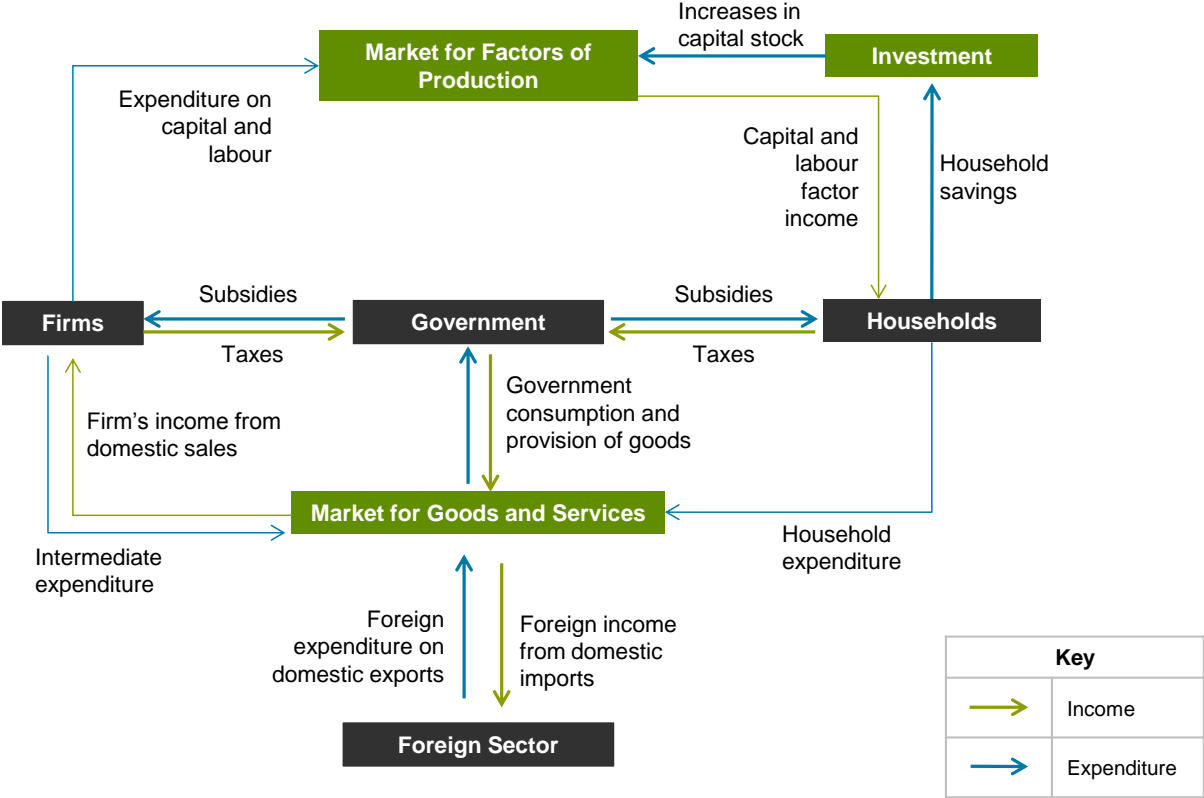 Increases in
capital stock
Market for Factors of
Production
Investment
Expenditure on
capital and
labour
Capital and
labour
factor
income
Household
savings
Subsidies
Subsidies
Firms
Government
Households
Taxes
Taxes
Government
consumption and
provision of goods
Firm’s income from
domestic sales
Market for Goods and Services
Intermediate
expenditure
Household
expenditure
Foreign
expenditure on
domestic exports
Foreign income
from domestic
imports
Foreign Sector
Key
Income
Expenditure